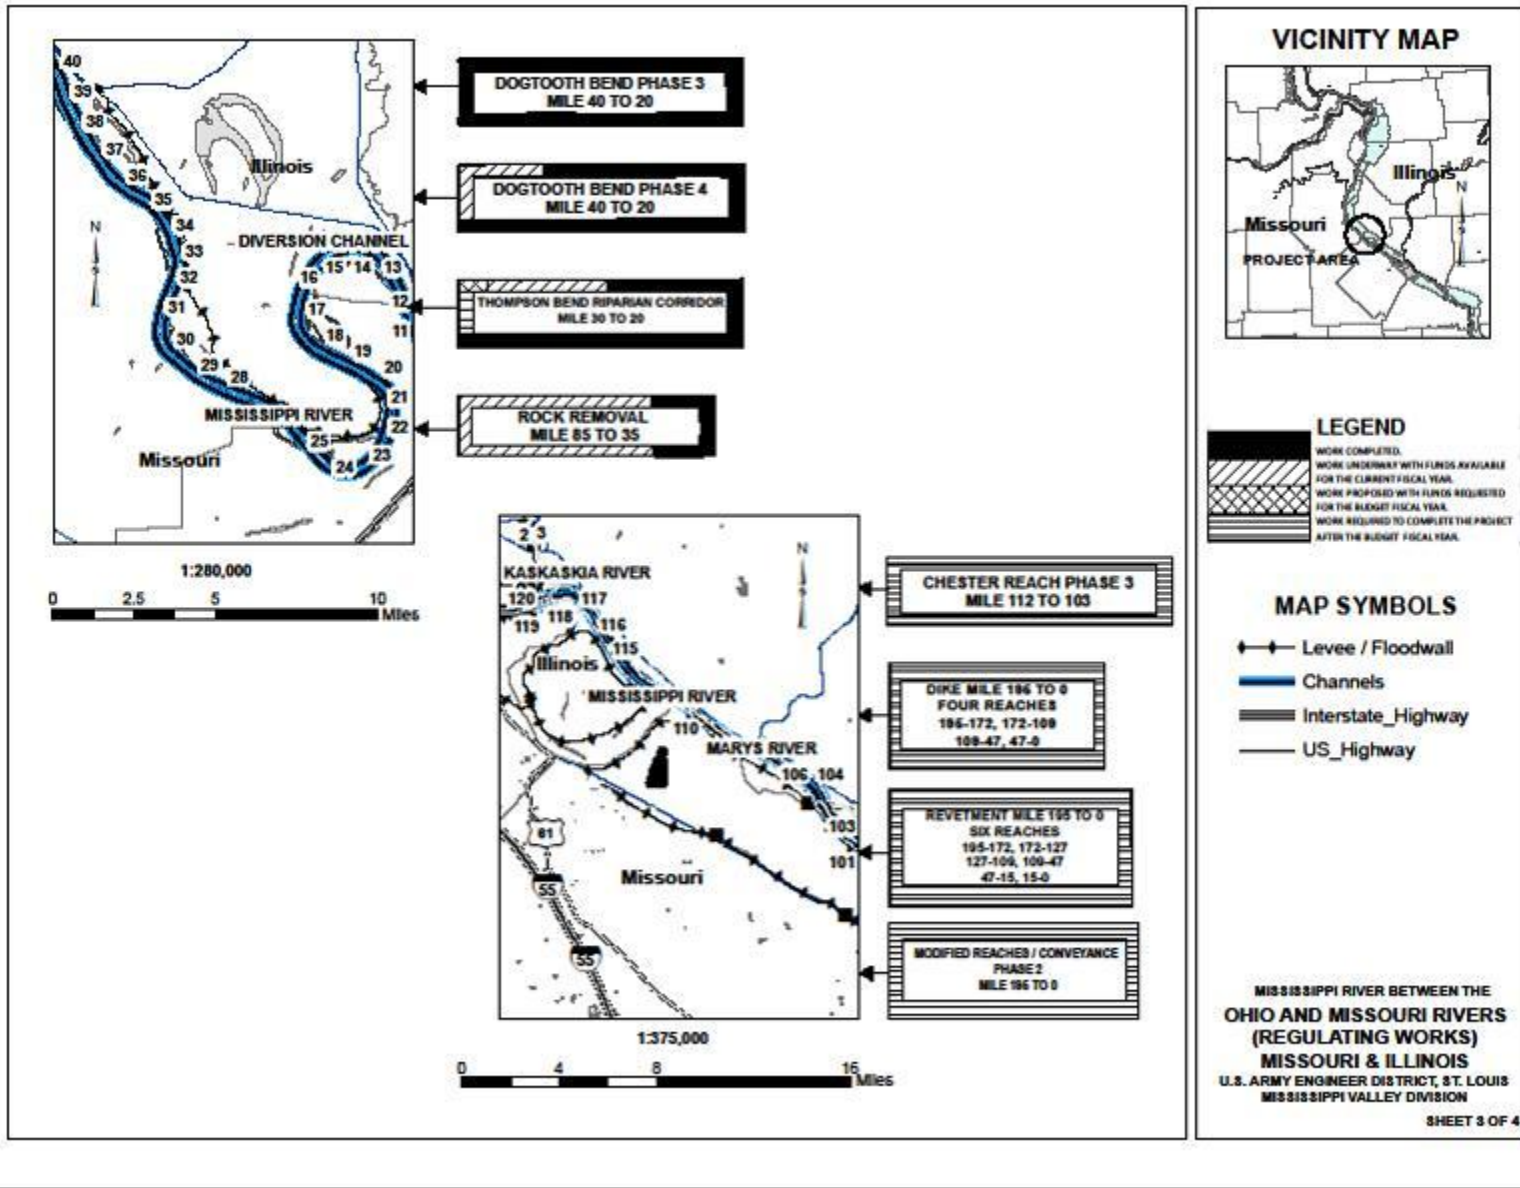 40
39
38
37
36
35
34
33
32
31
30
29
28
25
24
23
22
21
20
19
18
17
16
15
14
13
12
11
Illinois
N
DIVERSION CHANNEL
MISSISSIPPI RIVER
Missouri
1:280,000
0 2.5 5 10
Miles
DOGTOOTH BEND PHASE 3
MILE 40 TO 20
DOGTOOTH BEND PHASE 4
MILE 40 TO 20
THOMPSON BEND RIPARIAN CORRIDOR
MILE 30 TO 20
ROCK REMOVAL
MILE 85 TO 35
2 3
N
KASKASKIA RIVER
120 117
119 118 116
115
Illinois
MISSISSIPPI RIVER
110
MARYS RIVER
106 104
103
101
61
55
Missouri
55
1:375,000
0 4 8 16
Miles
CHESTER REACH PHASE 3
MILE 112 TO 103
DIKE MILE 195 TO 0
FOUR REACHES
195-172, 172-109
109-47, 47-0
REVETMENT MILE 195 TO 0
SIX REACHES
195-172, 172-127
127-109, 109-47
47-15, 15-0
MODIFIED REACHES / CONVEYANCE
PHASE 2
MILE 195 TO 0
VICINITY MAP
Illinois
N
Missouri
PROJECT AREA
LEGEND
WORK COMPLETED.
WORK UNDERWAY WITH FUNDS AVAILABLE
FOR THE CURRENT FISCAL YEAR.
WORK PROPOSED WITH FUNDS REQUESTED
FOR THE BUDGET FISCAL YEAR.
WORK REQUIRED TO COMPLETE THE PROJECT
AFTER THE BUDGET FISCAL YEAR.
MAP SYMBOLS
Levee / Floodwall
Channels
Interstate_Highway
US_Highway
MISSISSIPPI RIVER BETWEEN THE
OHIO AND MISSOURI RIVERS
(REGULATING WORKS)
MISSOURI & ILLINOIS
U.S. ARMY ENGINEER DISTRICT, ST. LOUIS
MISSISSIPPI VALLEY DIVISION
SHEET 3 OF 4